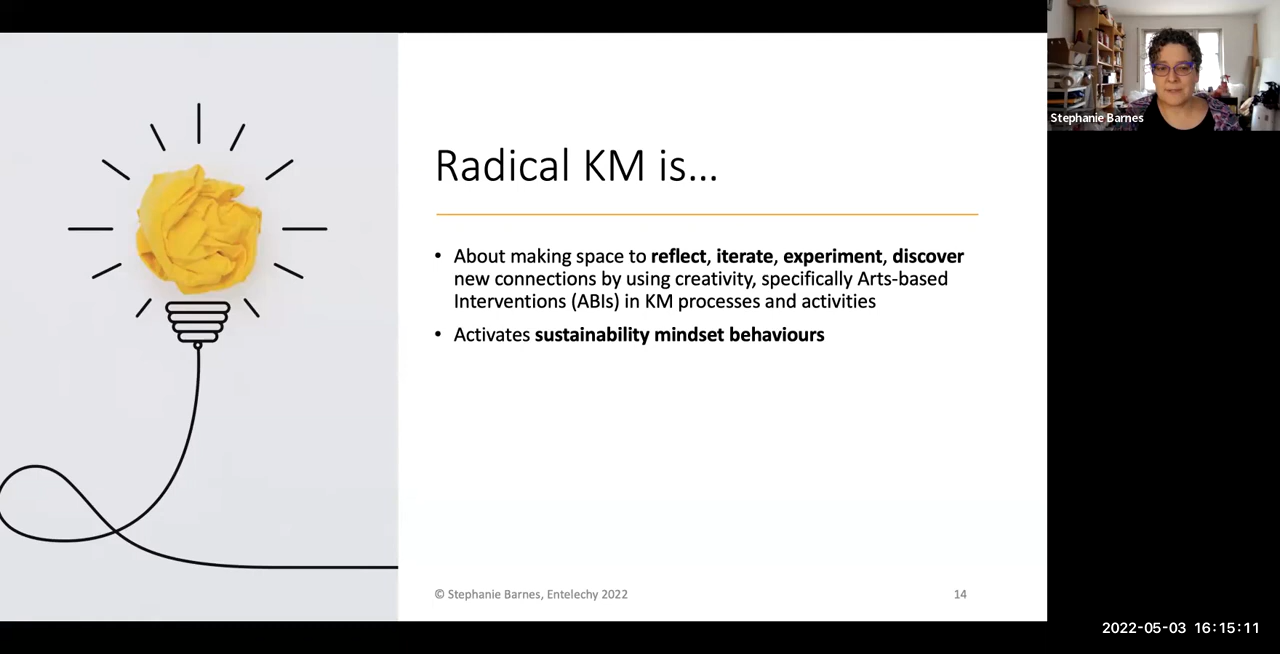 Stephanie Barnes
Radical KM is...
• About making space to reflect, iterate, experiment, discover
new connections by using creativity, specifically Arts-based
Interventions (ABIs) in KM processes and activities
• Activates sustainability mindset behaviours
© Stephanie Barnes, Entelechy 2022
14
2022-05-03 16:15:11